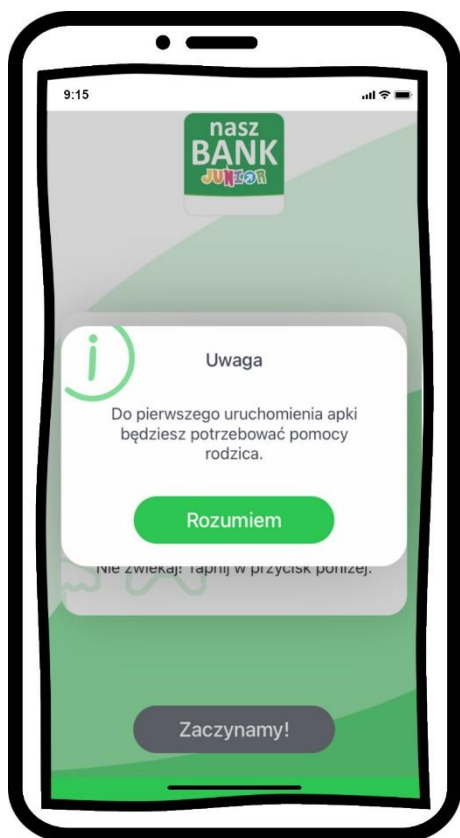 9:15
nasz
BANK
JUNIOR
Uwaga
Do pierwszego uruchomienia apki
będziesz potrzebować pomocy
rodzica.
Rozumiem
Nie zwlekaj! Tapnij w przycisk poniżej.
Zaczynamy!